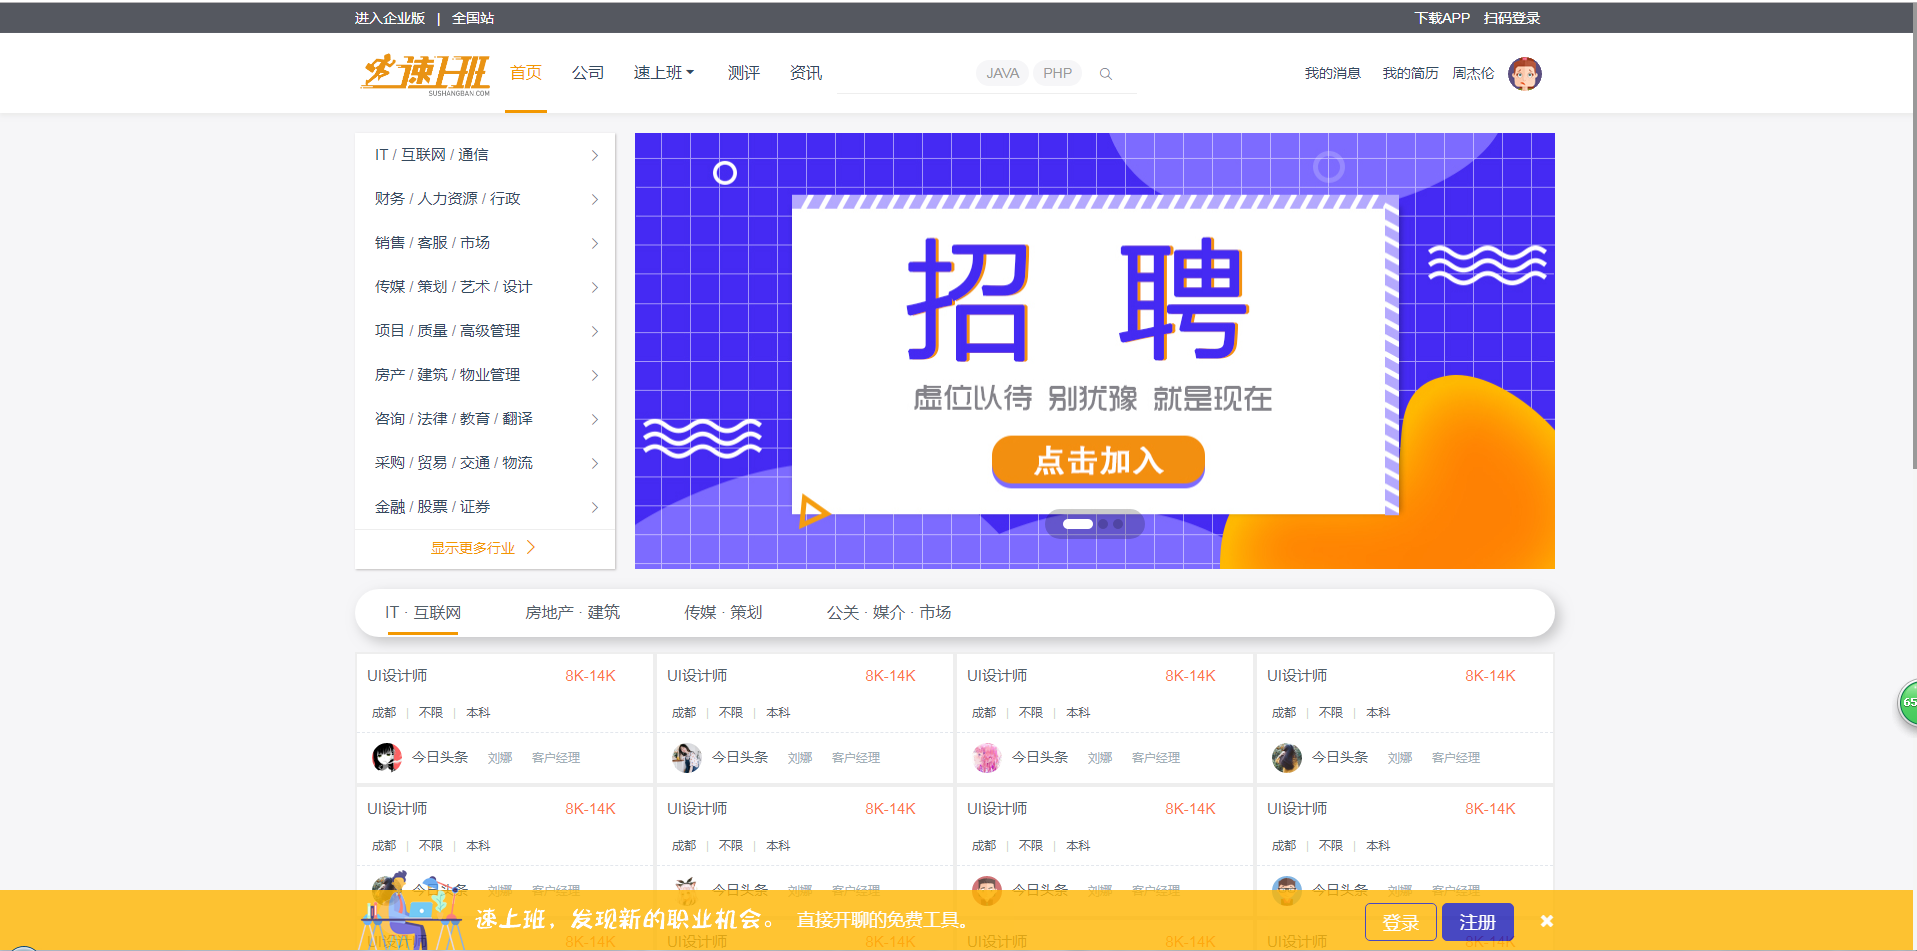 进入企业版 | 全国站 下载APP 扫码登录
速上班 SUSHANGBAN.COM 首页 公司 速上班 测评 资讯 JAVA PHP 我的消息 我的简历 周杰伦
IT / 互联网 / 通信
财务 / 人力资源 / 行政
销售 / 客服 / 市场
传媒 / 策划 / 艺术 / 设计
项目 / 质量 / 高级管理
房产 / 建筑 / 物业管理
咨询 / 法律 / 教育 / 翻译
采购 / 贸易 / 交通 / 物流
金融 / 股票 / 证券
显示更多行业
招 聘
虚位以待 别犹豫 就是现在
点击加入
IT · 互联网 房地产 · 建筑 传媒 · 策划 公关 · 媒介 · 市场
UI设计师 8K-14K UI设计师 8K-14K UI设计师 8K-14K UI设计师 8K-14K
成都 | 不限 | 本科 成都 | 不限 | 本科 成都 | 不限 | 本科 成都 | 不限 | 本科
今日头条 刘娜 客户经理 今日头条 刘娜 客户经理 今日头条 刘娜 客户经理 今日头条 刘娜 客户经理
UI设计师 8K-14K UI设计师 8K-14K UI设计师 8K-14K UI设计师 8K-14K
成都 | 不限 | 本科 成都 | 不限 | 本科 成都 | 不限 | 本科 成都 | 不限 | 本科
今日头条 刘娜 客户经理 今日头条 刘娜 客户经理 今日头条 刘娜 客户经理 今日头条 刘娜 客户经理
速上班，发现新的职业机会。 直接开聊的免费工具。 登录 注册
UI设计师 8K-14K UI设计师 8K-14K UI设计师 8K-14K UI设计师 8K-14K
65